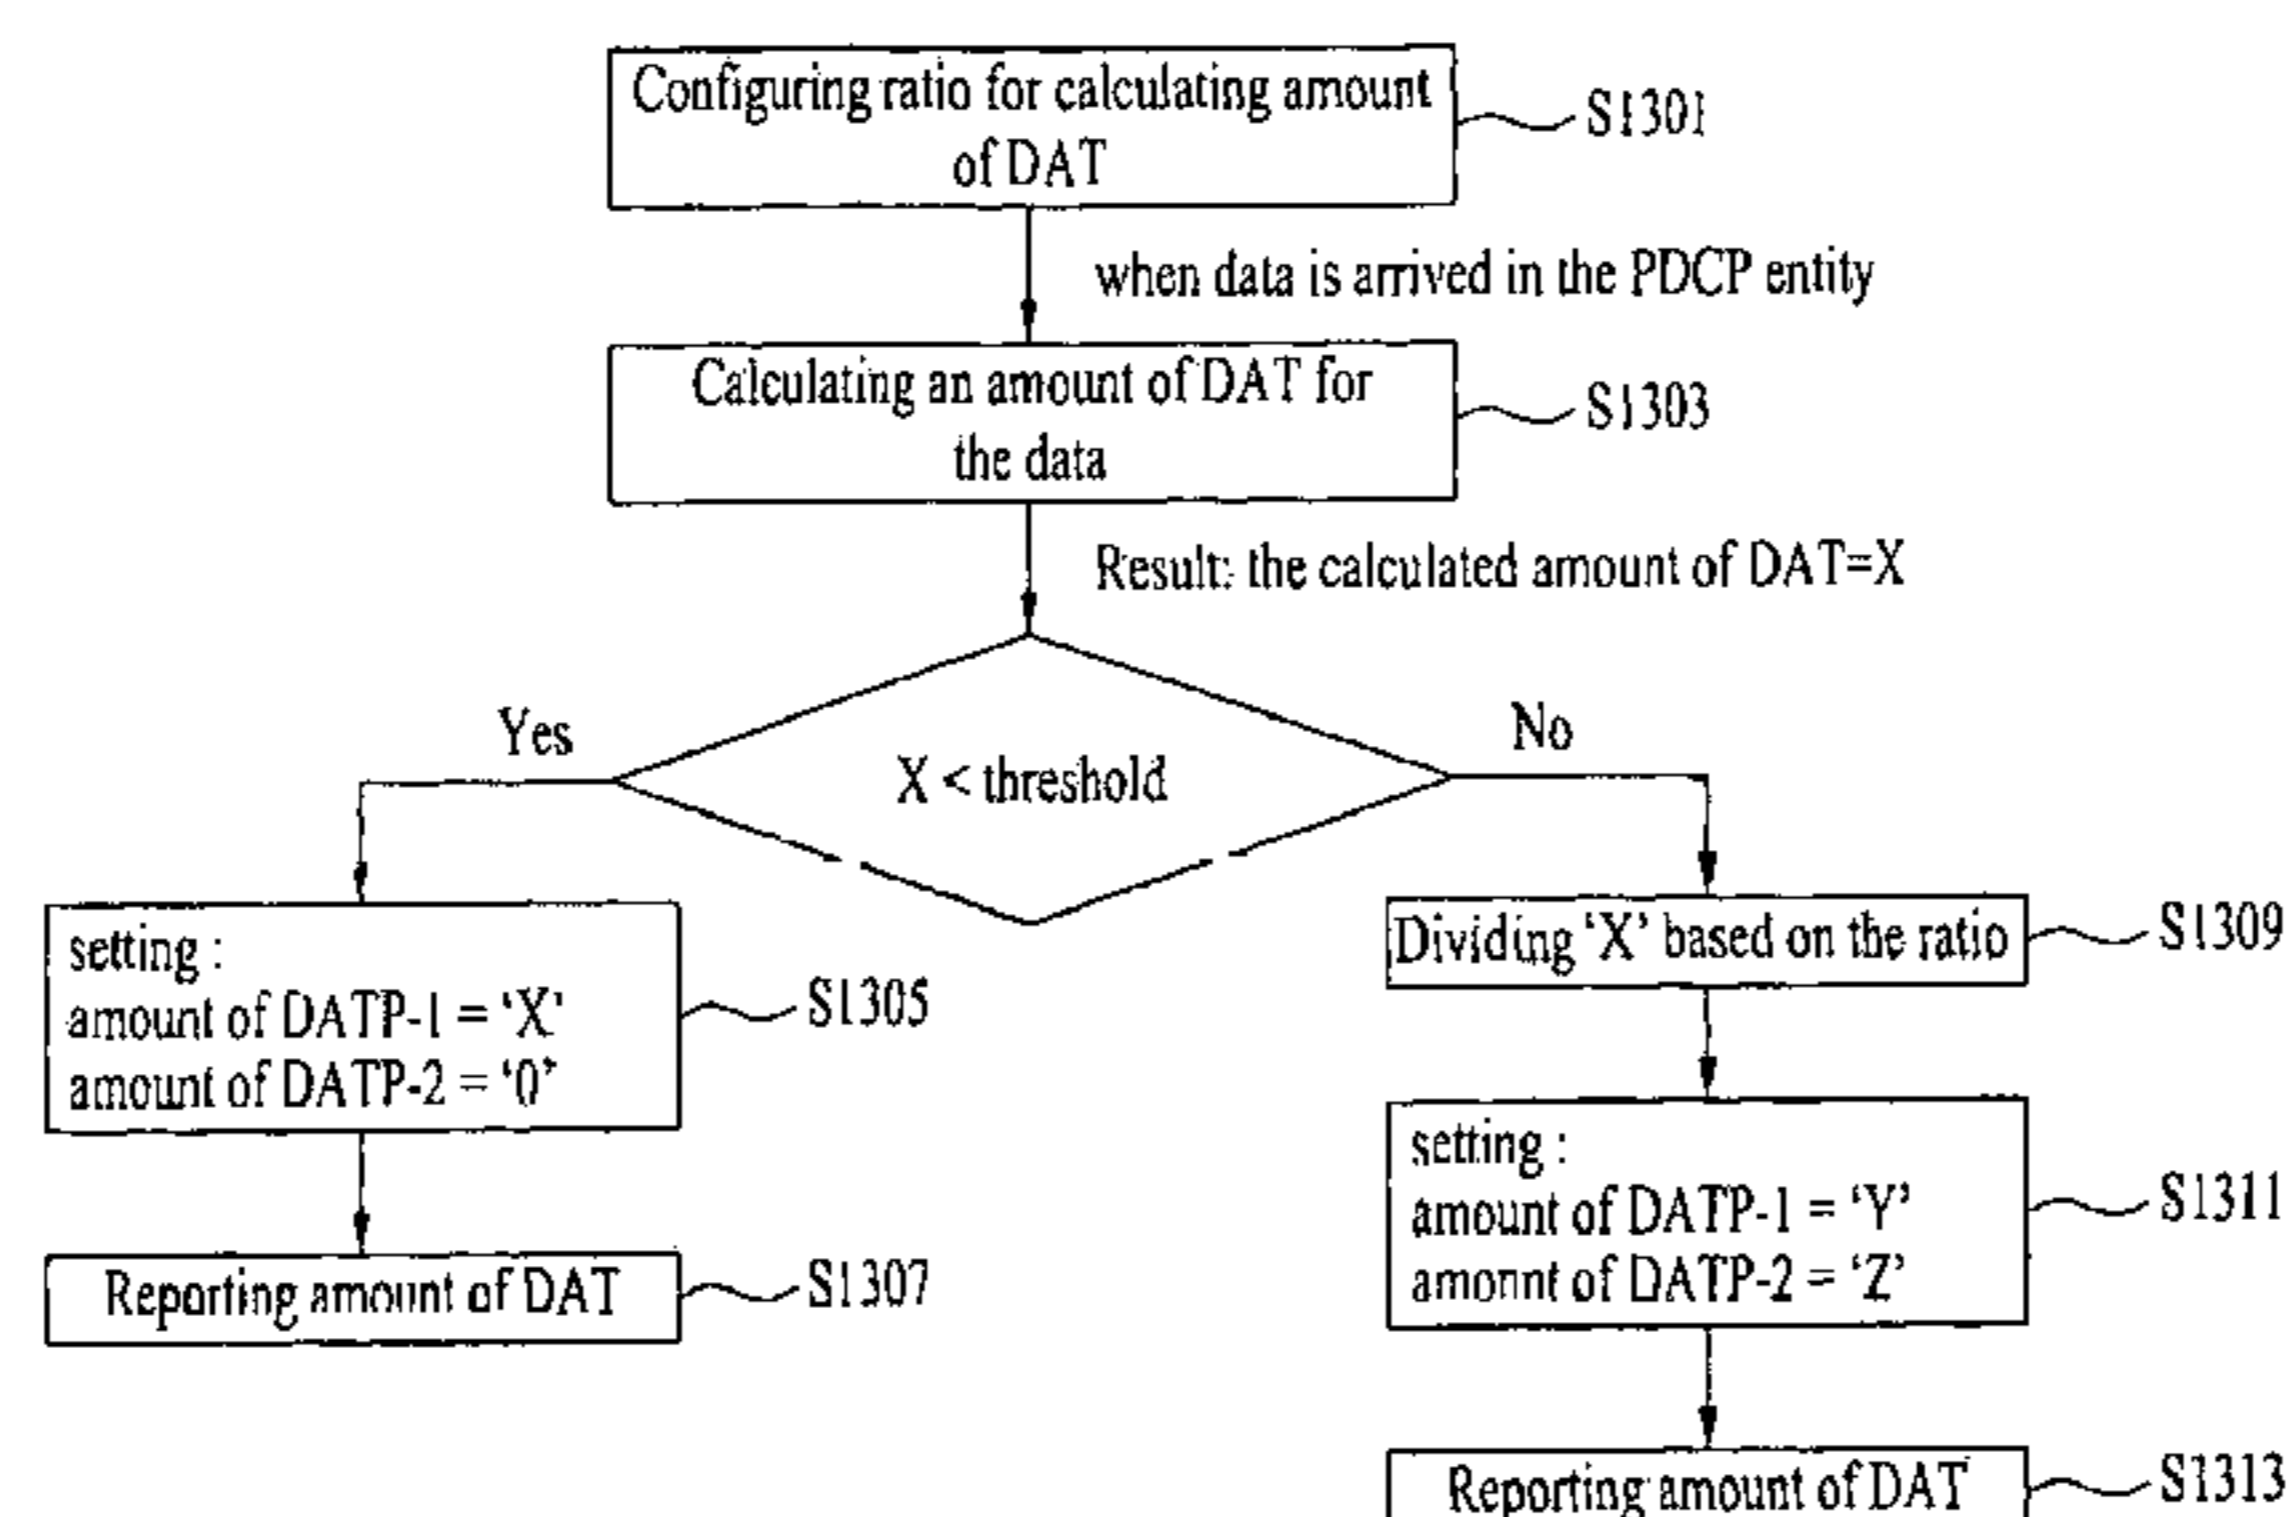 Configuring ratio for calculating amount
of DAT
S1301
when data is arrived in the PDCP entity
Calculating an amount of DAT for
the data
S1303
Result: the calculated amount of DAT=X
Yes
No
X < threshold
setting :
amount of DATP-1 = ‘X’
amount of DATP-2 = ‘0’
S1305
Dividing ‘X’ based on the ratio
S1309
setting :
amount of DATP-1 = ‘Y’
amount of DATP-2 = ‘Z’
S1311
Reporting amount of DAT
S1307
Reporting amount of DAT
S1313